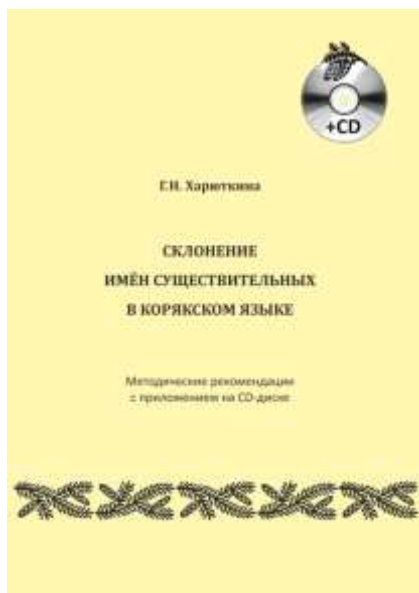 +CD
Г.Н. Харюткина
СКЛОНЕНИЕ
ИМЁН СУЩЕСТВИТЕЛЬНЫХ
В КОРЯКСКОМ ЯЗЫКЕ
Методические рекомендации
с приложением на CD-диске